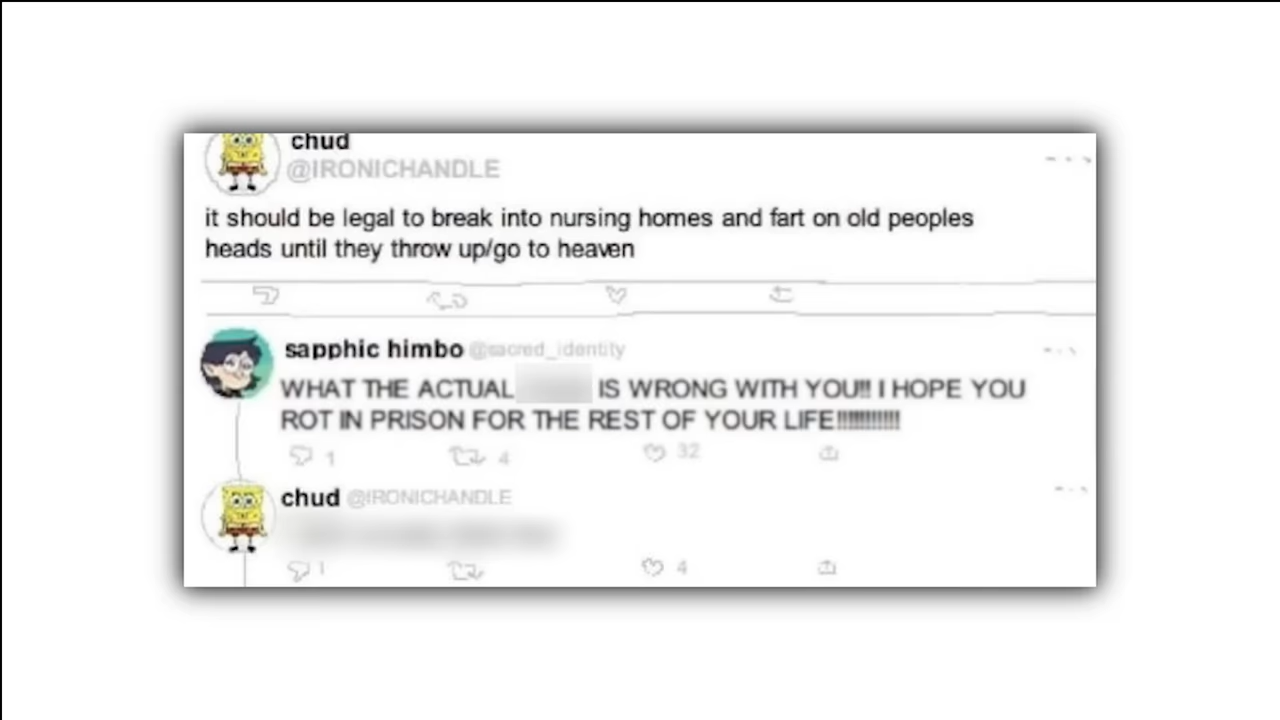 chud
@IRONICHANDLE
it should be legal to break into nursing homes and fart on old peoples
heads until they throw up/go to heaven
sapphic himbo @sacred_identity
WHAT THE ACTUAL IS WRONG WITH YOU!! I HOPE YOU
ROT IN PRISON FOR THE REST OF YOUR LIFE!!!!!!!!!!!!
1 4 32
chud @IRONICHANDLE
1 4